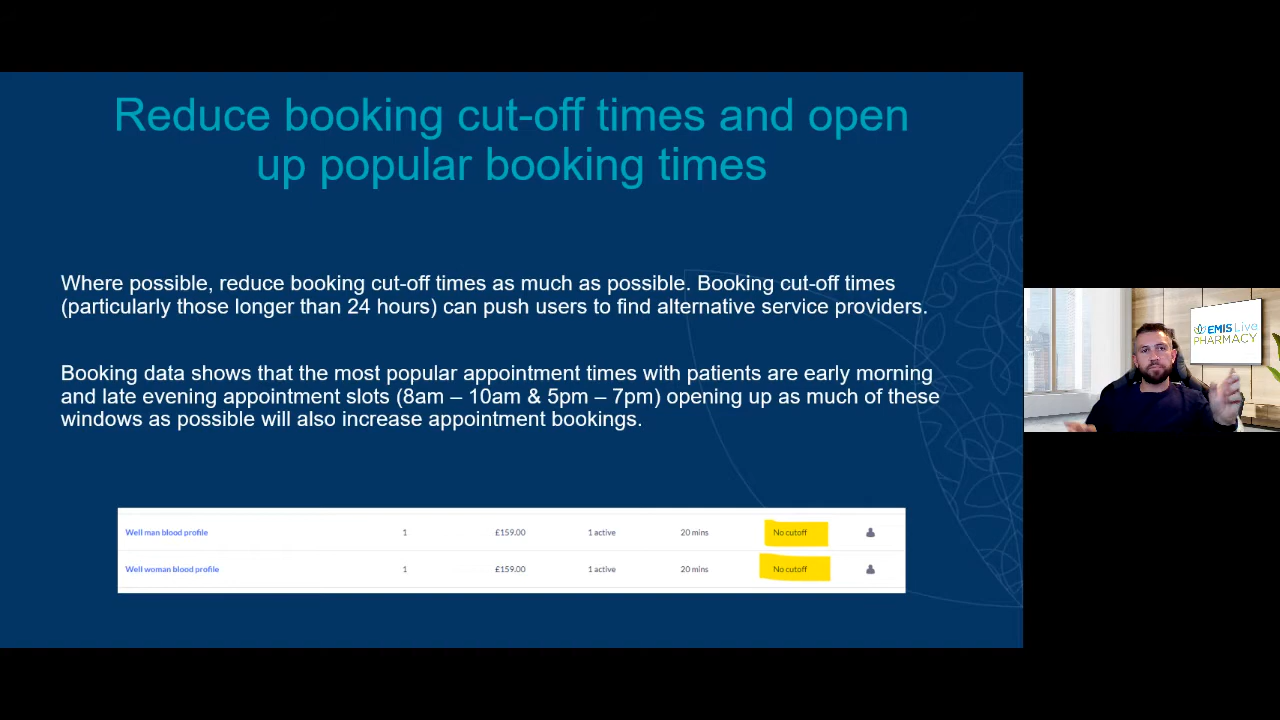 Reduce booking cut-off times and open
up popular booking times
Where possible, reduce booking cut-off times as much as possible. Booking cut-off times
(particularly those longer than 24 hours) can push users to find alternative service providers.
Booking data shows that the most popular appointment times with patients are early morning
and late evening appointment slots (8am – 10am & 5pm – 7pm) opening up as much of these
windows as possible will also increase appointment bookings.
Well man blood profile 1 £159.00 1 active 20 mins No cutoff
Well woman blood profile 1 £159.00 1 active 20 mins No cutoff
EMIS Live
PHARMACY